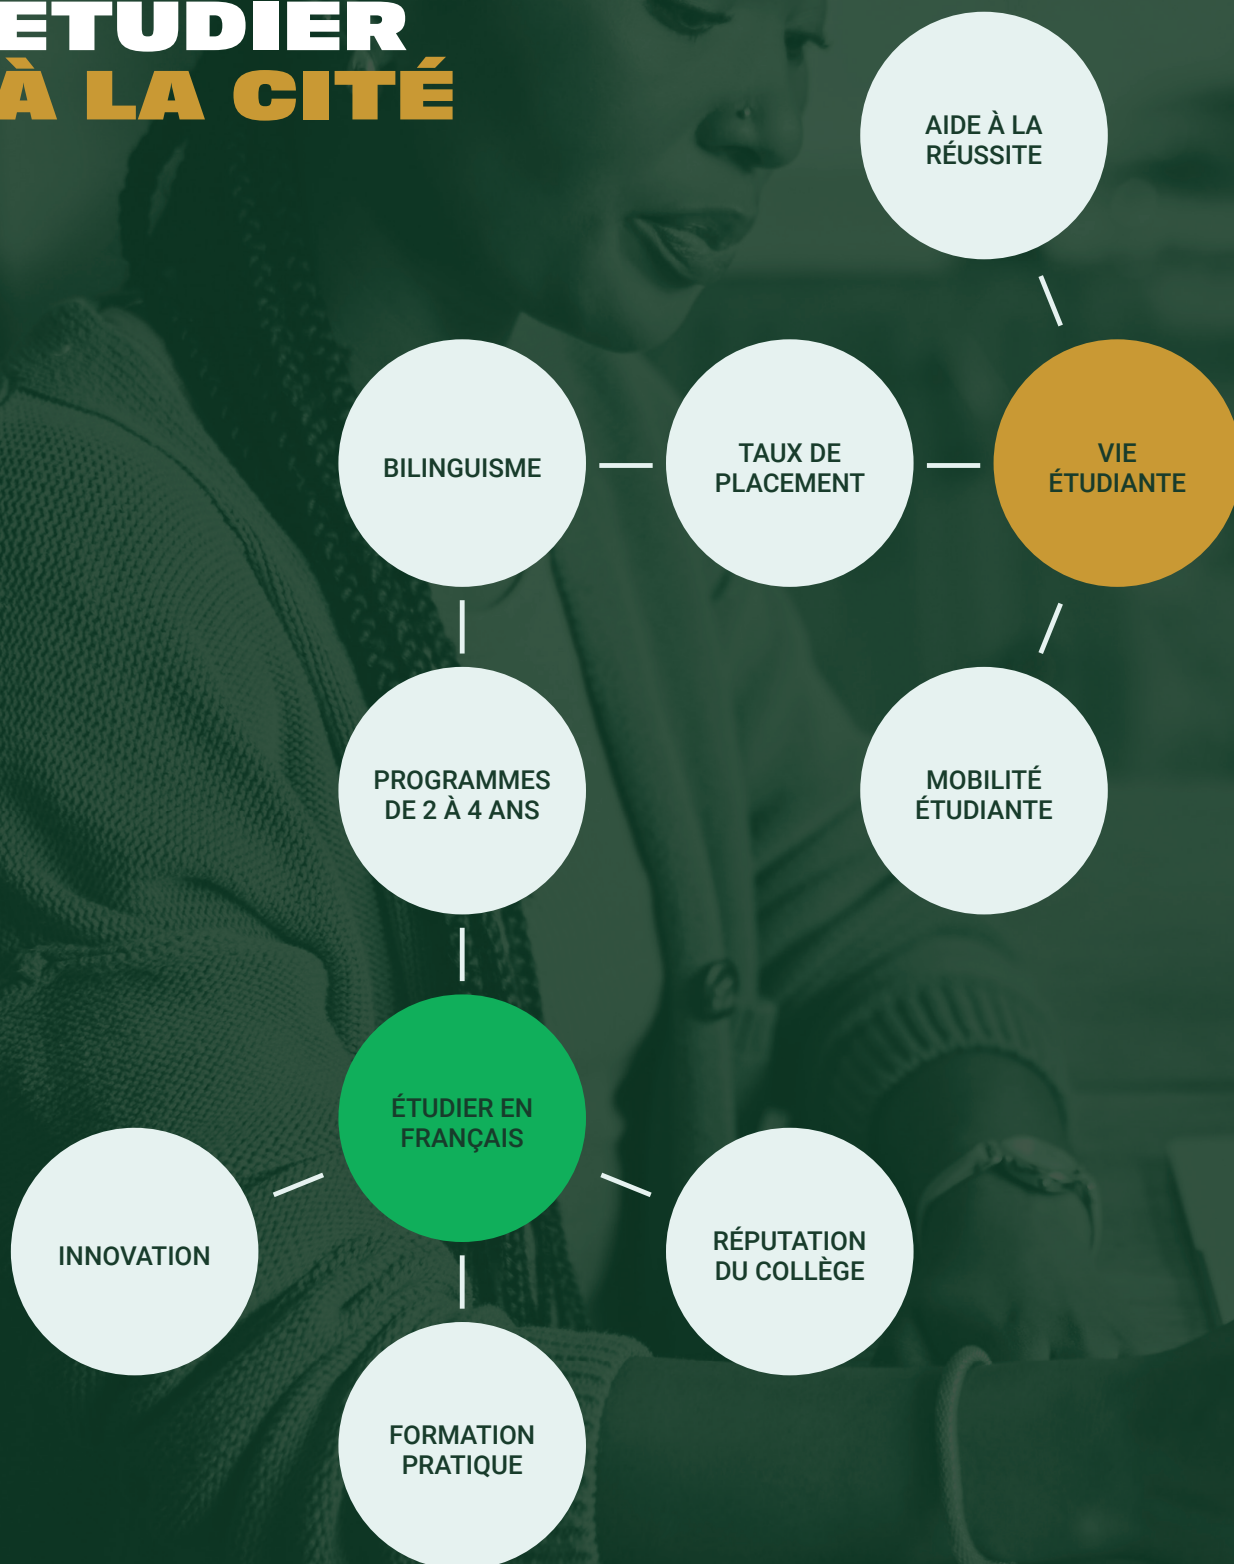 ÉTUDIER
À LA CITÉ
AIDE À LA
RÉUSSITE
BILINGUISME
TAUX DE
PLACEMENT
VIE
ÉTUDIANTE
PROGRAMMES
DE 2 À 4 ANS
MOBILITÉ
ÉTUDIANTE
ÉTUDIER EN
FRANÇAIS
INNOVATION
RÉPUTATION
DU COLLÈGE
FORMATION
PRATIQUE